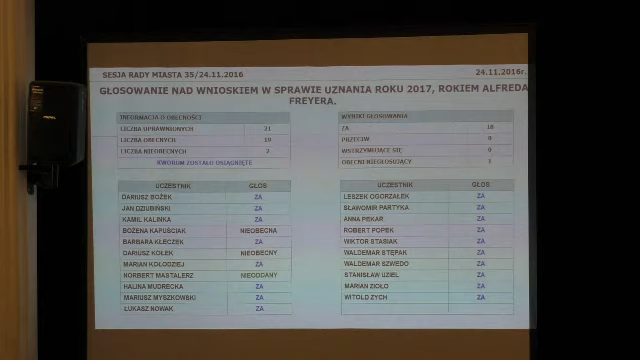 SESJA RADY MIASTA 35/24.11.2016
24.11.2016r.
GŁOSOWANIE NAD WNIOSKIEM W SPRAWIE UZNANIA ROKU 2017, ROKIEM ALFREDA
FREYERA.
INFORMACJA O OBECNOŚCI
LICZBA UPRAWNIONYCH 21
LICZBA OBECNYCH 19
LICZBA NIEOBECNYCH 2
KWORUM ZOSTAŁO OSIĄGNIĘTE
WYNIKI GŁOSOWANIA
ZA 18
PRZECIW 0
WSTRZYMUJĄCE SIĘ 0
OBECNI NIEGŁOSUJĄCY 1
UCZESTNIK GŁOS
DARIUSZ BOŻEK ZA
JAN DZIUBIŃSKI ZA
KAMIL KALINKA ZA
BOŻENA KAPUŚCIAK NIEOBECNA
BARBARA KLECZEK ZA
DARIUSZ KOŁEK NIEOBECNY
MARIAN KOŁODZIEJ ZA
NORBERT MASTALERZ NIEODDANY
HALINA MUDRECKA ZA
MARIUSZ MYSZKOWSKI ZA
ŁUKASZ NOWAK ZA
UCZESTNIK GŁOS
LESZEK OGORZAŁEK ZA
SŁAWOMIR PARTYKA ZA
ANNA PEKAR ZA
ROBERT POPEK ZA
WIKTOR STASIAK ZA
WALDEMAR STĘPAK ZA
WALDEMAR SZWEDO ZA
STANISŁAW UZIEL ZA
MARIAN ZIOŁO ZA
WITOLD ZYCH ZA